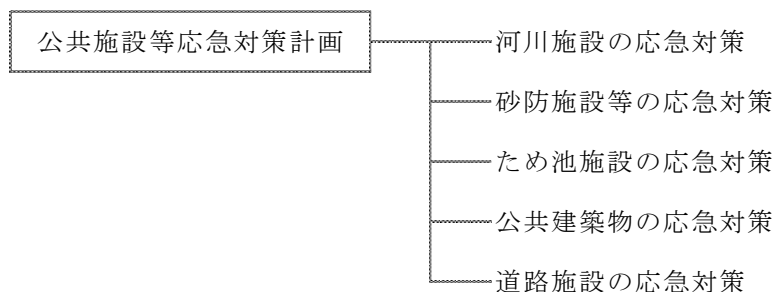 公共施設等応急対策計画
河川施設の応急対策
砂防施設等の応急対策
ため池施設の応急対策
公共建築物の応急対策
道路施設の応急対策